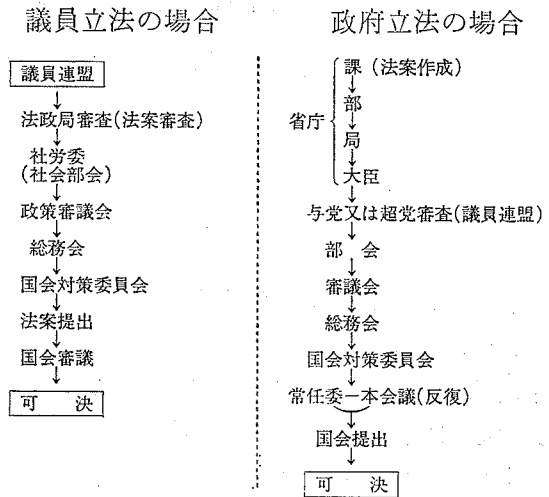 議員立法の場合
議員連盟
法政局審査(法案審査)
社労委
(社会部会)
政策審議会
総務会
国会対策委員会
法案提出
国会審議
可決
政府立法の場合
省庁
課(法案作成)
部
局
大臣
与党又は超党審査(議員連盟)
部会
審議会
総務会
国会対策委員会
常任委ー本会議(反復)
国会提出
可決